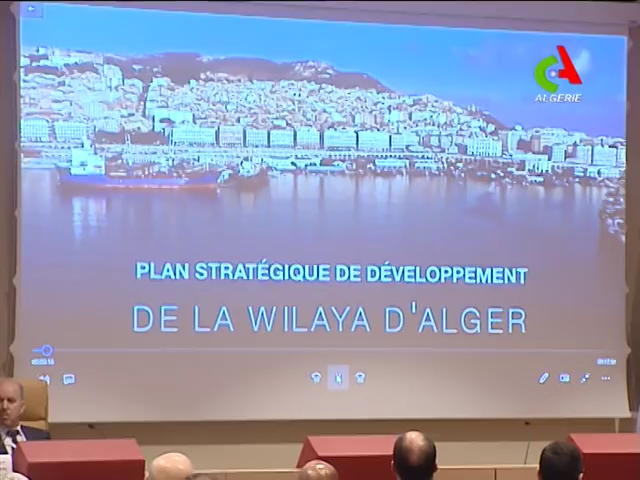 ALGERIE
PLAN STRATÉGIQUE DE DÉVELOPPEMENT
DE LA WILAYA D'ALGER